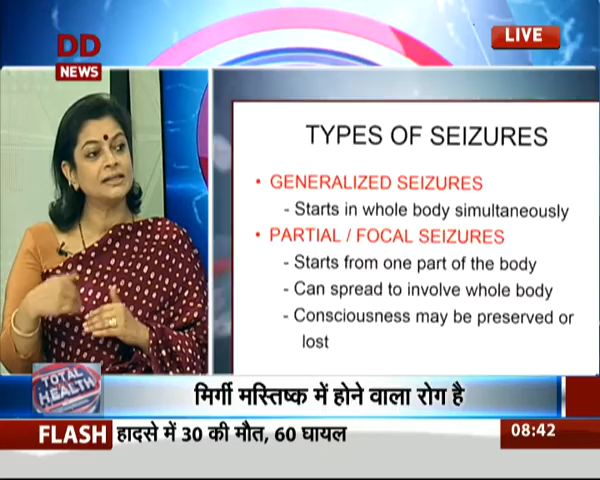 DD
NEWS
LIVE
TYPES OF SEIZURES
• GENERALIZED SEIZURES
- Starts in whole body simultaneously
• PARTIAL / FOCAL SEIZURES
- Starts from one part of the body
- Can spread to involve whole body
- Consciousness may be preserved or
lost
TOTAL
HEALTH
मिर्गी मस्तिष्क में होने वाला रोग है
FLASH हादसे में 30 की मौत, 60 घायल
08:42